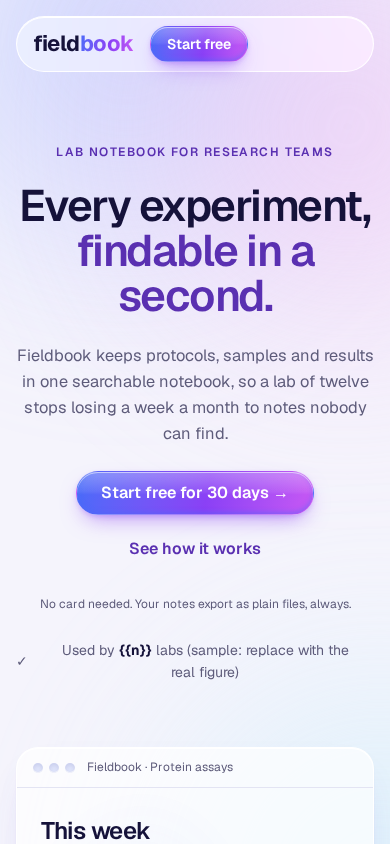 fieldbook
Start free
LAB NOTEBOOK FOR RESEARCH TEAMS
Every experiment,
findable in a
second.
Fieldbook keeps protocols, samples and results
in one searchable notebook, so a lab of twelve
stops losing a week a month to notes nobody
can find.
Start free for 30 days →
See how it works
No card needed. Your notes export as plain files, always.
✓ Used by {{n}} labs (sample: replace with the
real figure)
Fieldbook · Protein assays
This week